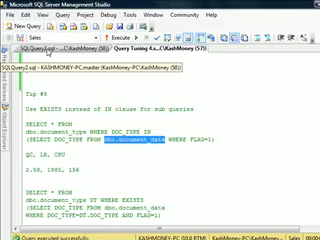 Microsoft SQL Server Management Studio
File Edit View Query Project Debug Tools Window Community Help
New Query
Sales
Execute
SQLQuery2.sql - ...C\KashMoney (58))
Query Tuning 4.s...C\KashMoney (57))
SQLQuery2.sql - KASHMONEY-PC.master (KashMoney-PC\KashMoney (58))
Tip #8
Use EXISTS instead of IN clause for sub queries
SELECT * FROM
dbo.document_type WHERE DOC_TYPE IN
(SELECT DOC_TYPE FROM dbo.document_data WHERE FLAG=1)
QC, LR, CPU
2.58, 1985, 156
SELECT * FROM
dbo.document_type DT WHERE EXISTS
(SELECT DOC_TYPE FROM dbo.document_data
WHERE DOC_TYPE=DT.DOC_TYPE AND FLAG=1)
Query executed successfully.
KASHMONEY-PC (10.0 RTM)
KashMoney-PC\KashMoney ...
Sales
00:00